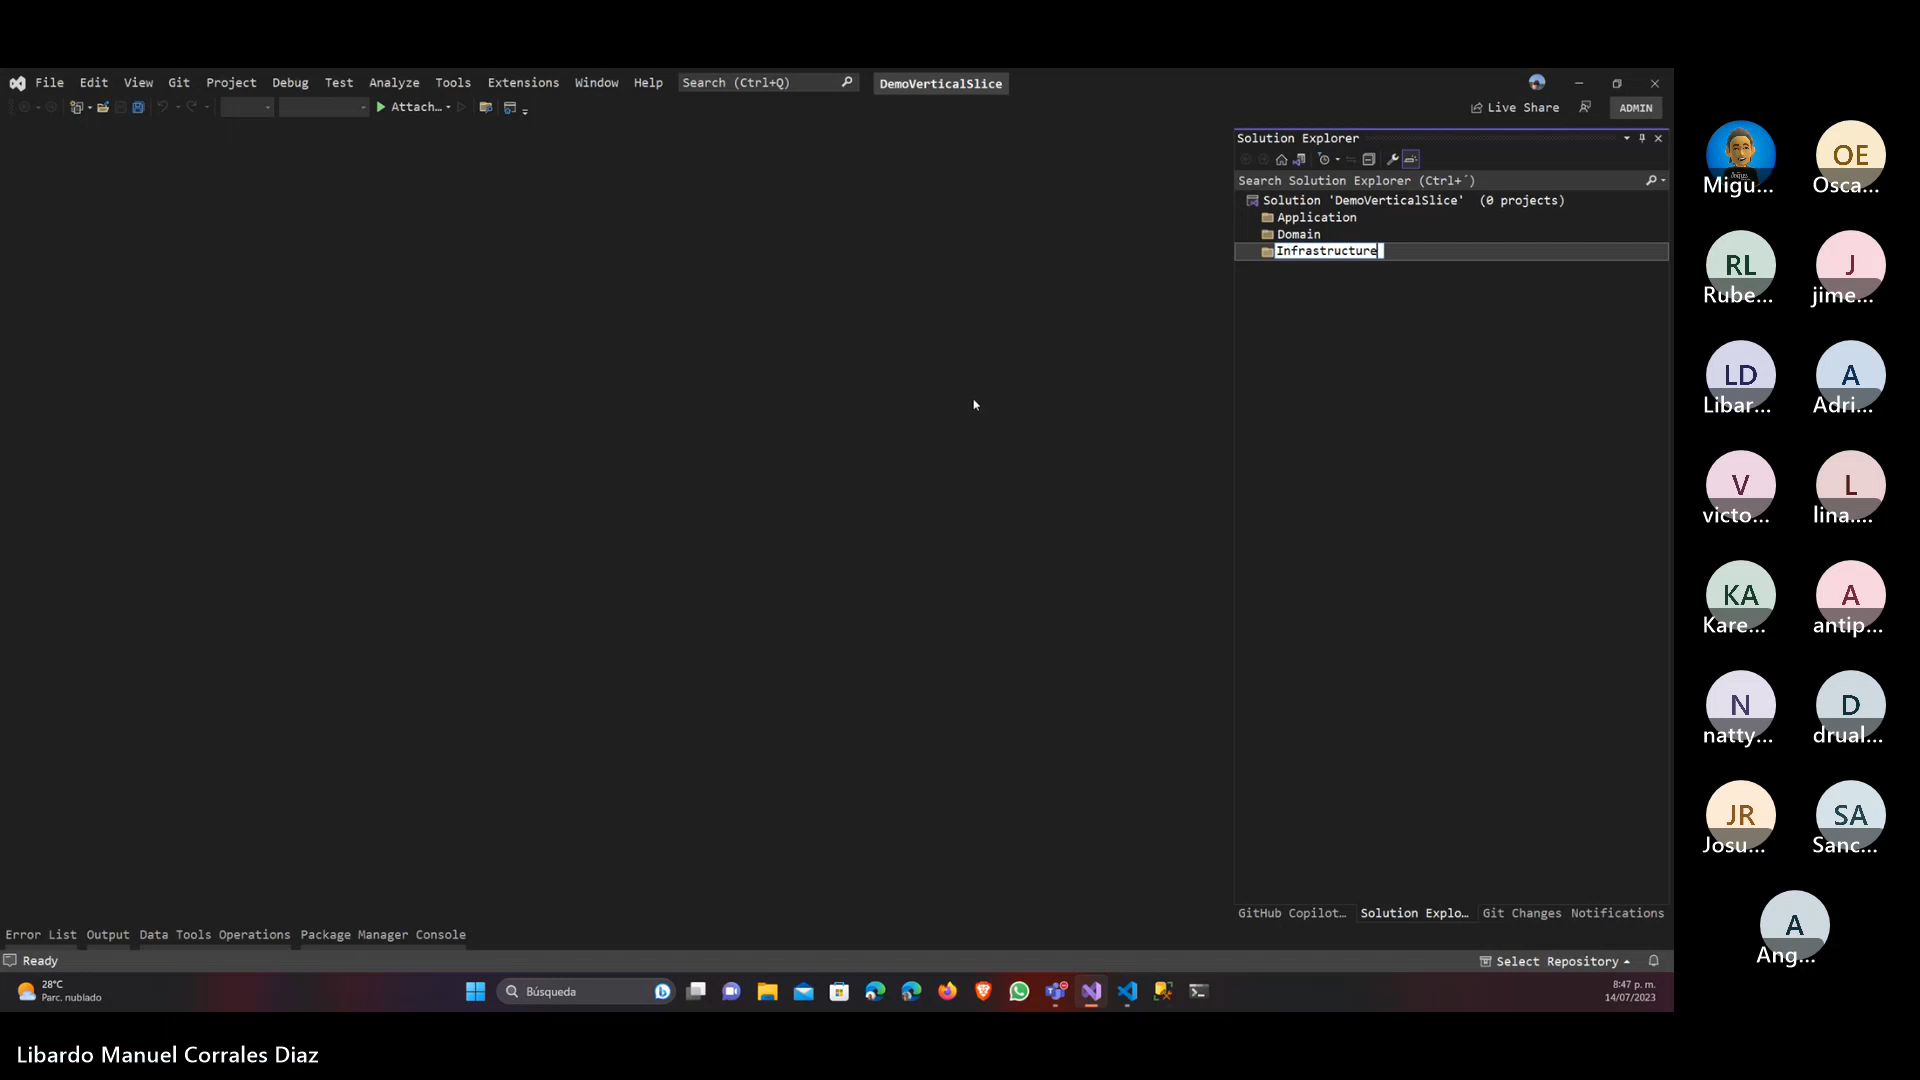 File Edit View Git Project Debug Test Analyze Tools Extensions Window Help Search (Ctrl+Q) DemoVerticalSlice
Attach... Live Share ADMIN
Solution Explorer
Search Solution Explorer (Ctrl+´)
Solution 'DemoVerticalSlice' (0 projects)
Application
Domain
Infrastructure
GitHub Copilot... Solution Explo... Git Changes Notifications
Error List Output Data Tools Operations Package Manager Console
Ready Select Repository
28°C
Parc. nublado
Búsqueda
8:47 p. m.
14/07/2023
Libardo Manuel Corrales Diaz
Migu...
OE
Osca...
RL
Rube...
J
jime...
LD
Libar...
A
Adri...
V
victo...
L
lina....
KA
Kare...
A
antip...
N
natty...
D
drual...
JR
Josu...
SA
Sanc...
A
Ang...